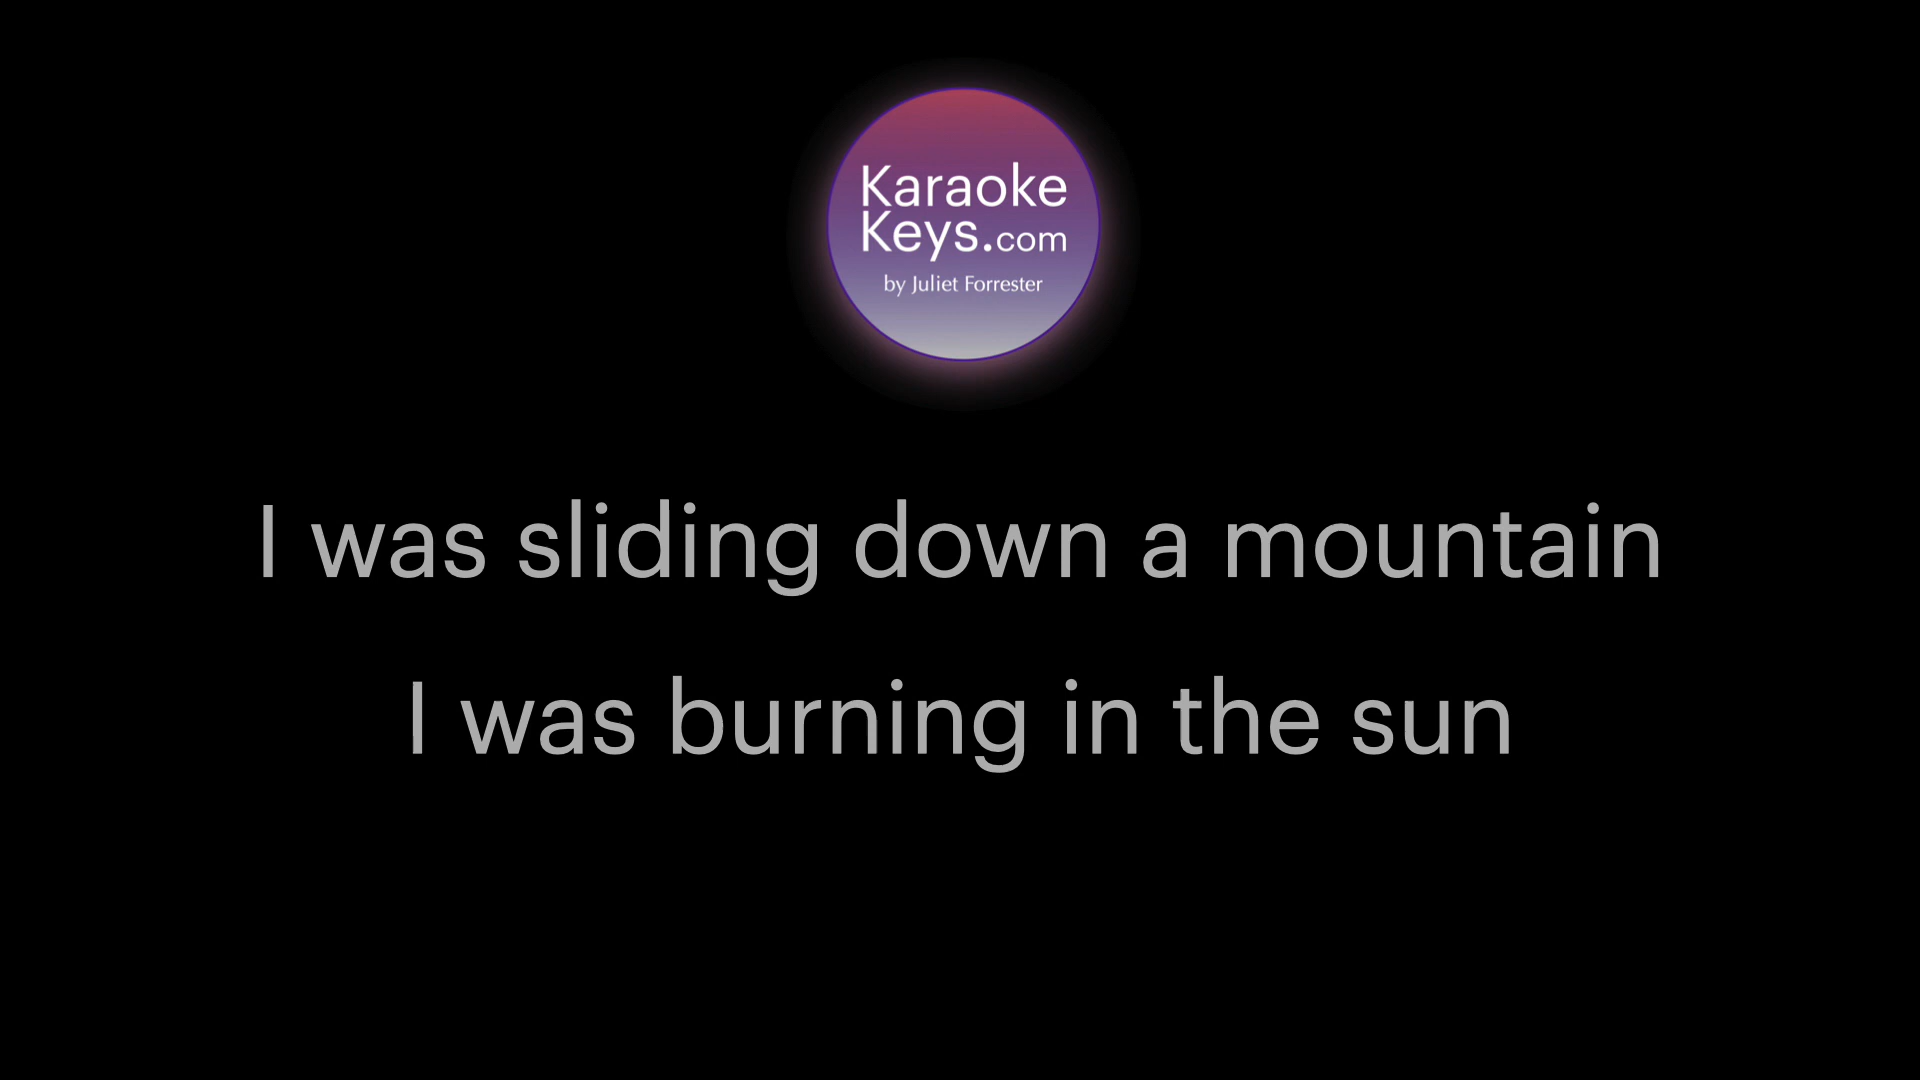 Karaoke
Keys.com
by Juliet Forrester
I was sliding down a mountain
I was burning in the sun